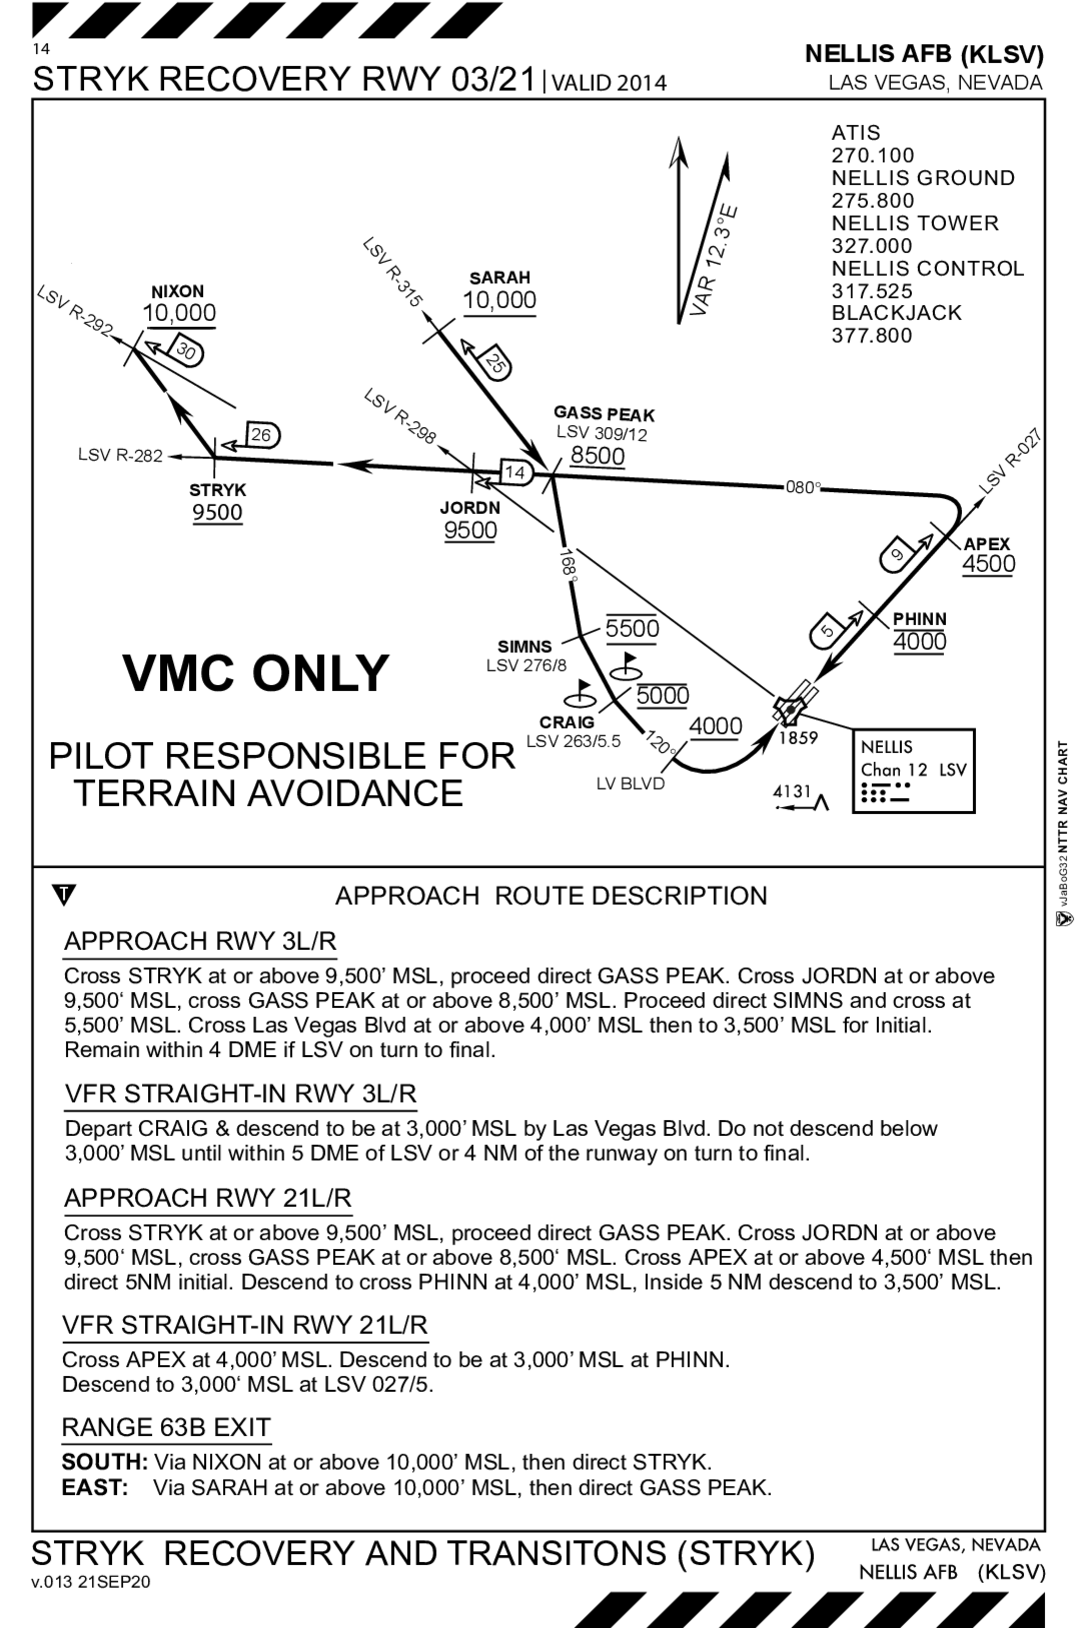 14
STRYK RECOVERY RWY 03/21 | VALID 2014
NELLIS AFB (KLSV)
LAS VEGAS, NEVADA
ATIS
270.100
NELLIS GROUND
275.800
NELLIS TOWER
327.000
NELLIS CONTROL
317.525
BLACKJACK
377.800
VAR 12.3°E
LSV R-292
NIXON
10,000
30
LSV R-315
SARAH
10,000
25
LSV R-282
26
STRYK
9500
LSV R-298
14
JORDN
9500
GASS PEAK
LSV 309/12
8500
080°
LSV R-027
APEX
4500
9
PHINN
4000
5
168°
SIMNS
LSV 276/8
5500
CRAIG
LSV 263/5.5
5000
120°
4000
LV BLVD
1859
4131
NELLIS
Chan 12 LSV
VMC ONLY
PILOT RESPONSIBLE FOR
TERRAIN AVOIDANCE
vJaBoG32 NTTR NAV CHART
T
APPROACH ROUTE DESCRIPTION
APPROACH RWY 3L/R
Cross STRYK at or above 9,500’ MSL, proceed direct GASS PEAK. Cross JORDN at or above
9,500‘ MSL, cross GASS PEAK at or above 8,500’ MSL. Proceed direct SIMNS and cross at
5,500’ MSL. Cross Las Vegas Blvd at or above 4,000’ MSL then to 3,500’ MSL for Initial.
Remain within 4 DME if LSV on turn to final.
VFR STRAIGHT-IN RWY 3L/R
Depart CRAIG & descend to be at 3,000’ MSL by Las Vegas Blvd. Do not descend below
3,000’ MSL until within 5 DME of LSV or 4 NM of the runway on turn to final.
APPROACH RWY 21L/R
Cross STRYK at or above 9,500’ MSL, proceed direct GASS PEAK. Cross JORDN at or above
9,500‘ MSL, cross GASS PEAK at or above 8,500‘ MSL. Cross APEX at or above 4,500‘ MSL then
direct 5NM initial. Descend to cross PHINN at 4,000’ MSL, Inside 5 NM descend to 3,500’ MSL.
VFR STRAIGHT-IN RWY 21L/R
Cross APEX at 4,000’ MSL. Descend to be at 3,000’ MSL at PHINN.
Descend to 3,000‘ MSL at LSV 027/5.
RANGE 63B EXIT
SOUTH: Via NIXON at or above 10,000’ MSL, then direct STRYK.
EAST: Via SARAH at or above 10,000’ MSL, then direct GASS PEAK.
STRYK RECOVERY AND TRANSITONS (STRYK)
v.013 21SEP20
LAS VEGAS, NEVADA
NELLIS AFB (KLSV)